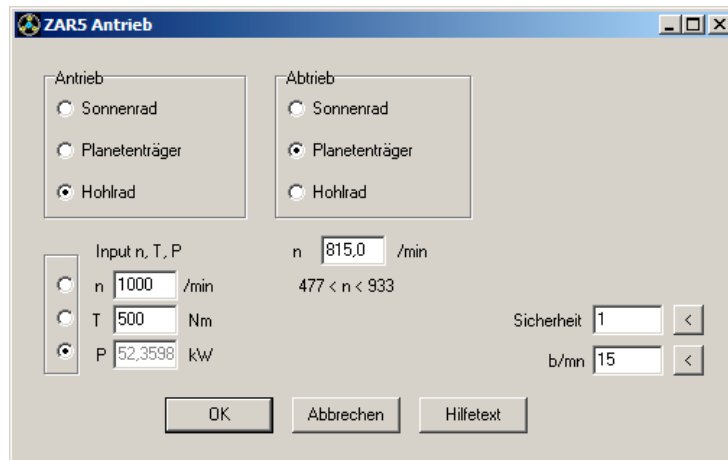 ZAR5 Antrieb
Antrieb
Sonnenrad
Planetenträger
Hohlrad
Abtrieb
Sonnenrad
Planetenträger
Hohlrad
Input n, T, P
n 1000 /min
T 500 Nm
P 52,3598 kW
n 815,0 /min
477 < n < 933
Sicherheit 1 <
b/mn 15 <
OK Abbrechen Hilfetext